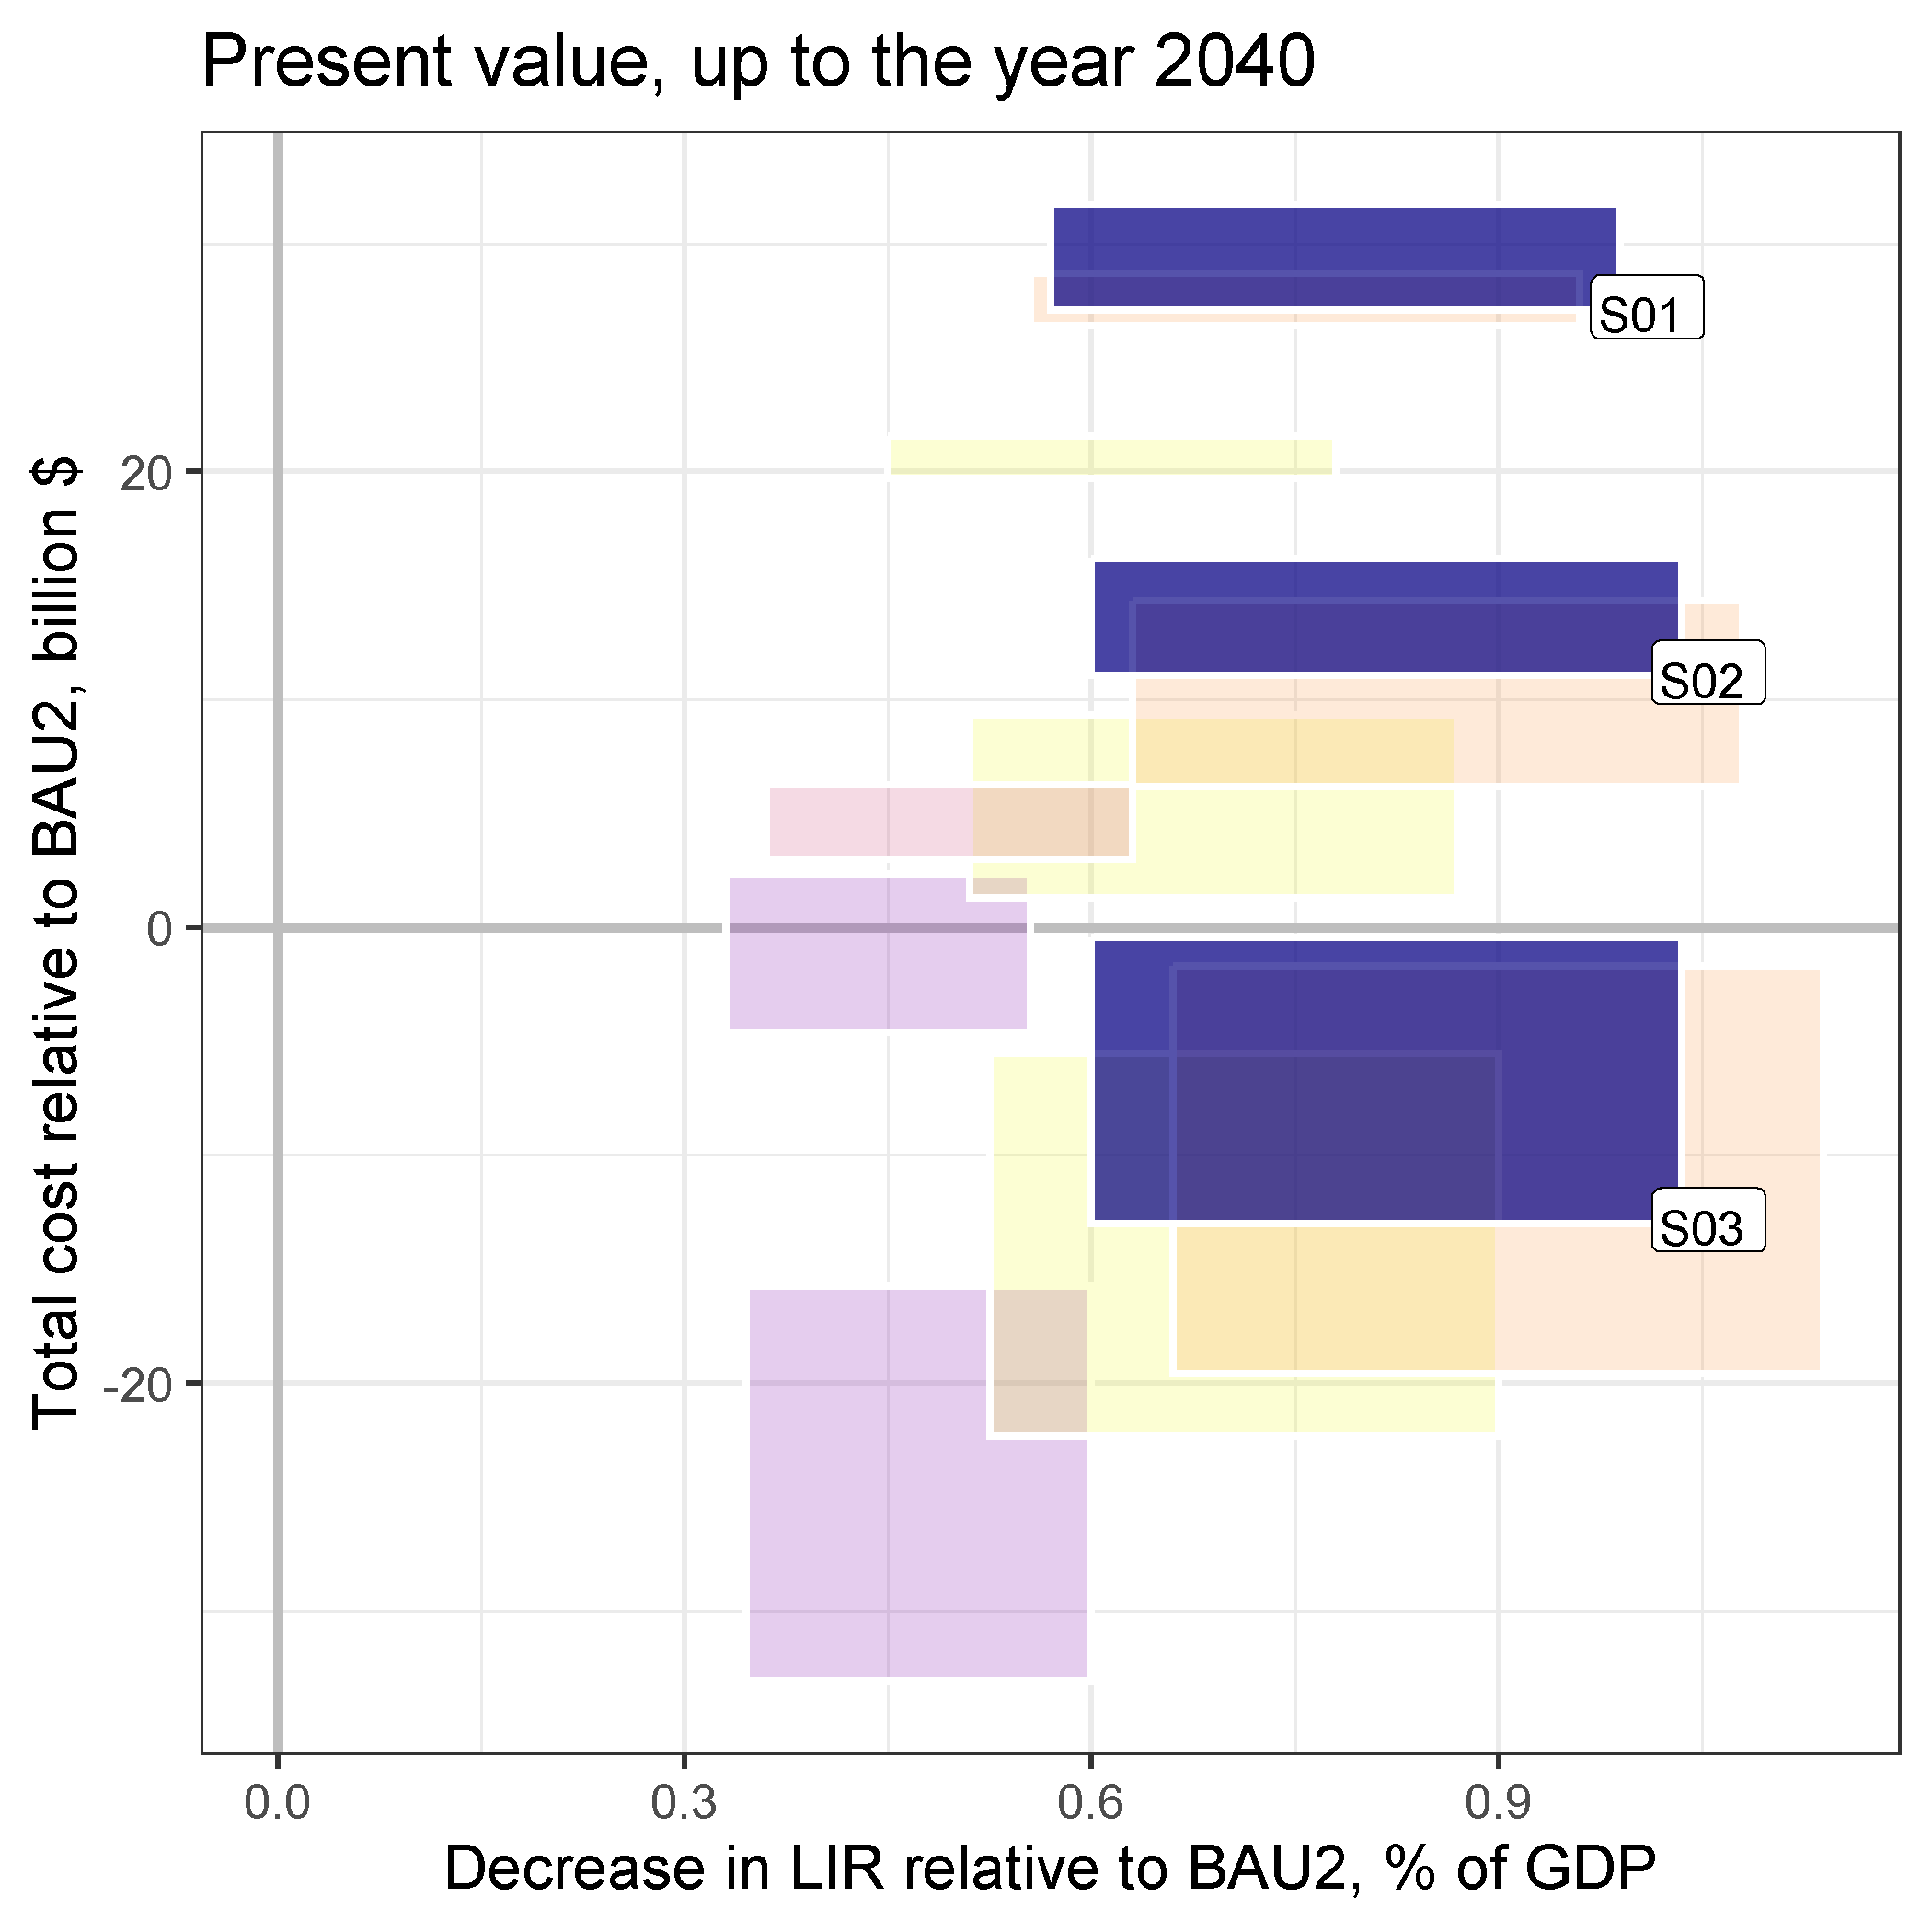 Present value, up to the year 2040
Total cost relative to BAU2, billion $
20
0
-20
S01
S02
S03
0.0
0.3
0.6
0.9
Decrease in LIR relative to BAU2, % of GDP